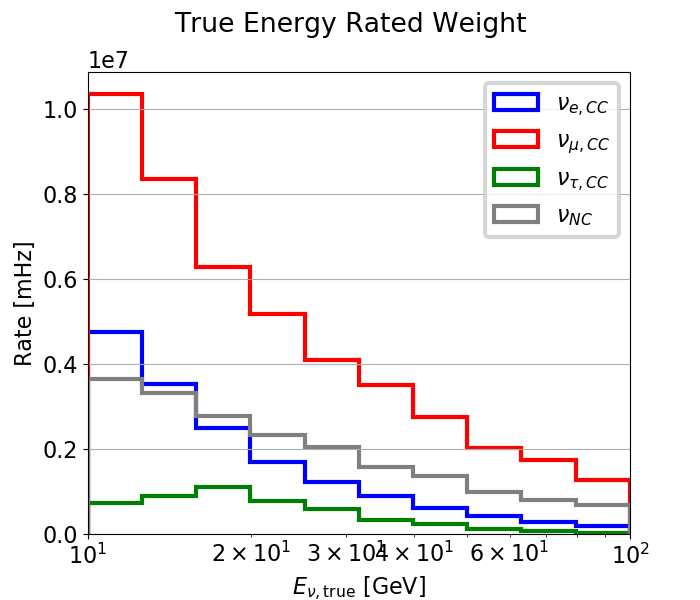 True Energy Rated Weight
1e7
ν_{e, CC}
ν_{μ, CC}
ν_{τ, CC}
ν_{NC}
Rate [mHz]
1.0
0.8
0.6
0.4
0.2
0.0
10^1
2 × 10^1
3 × 10^1
4 × 10^1
6 × 10^1
10^2
E_{ν, true} [GeV]